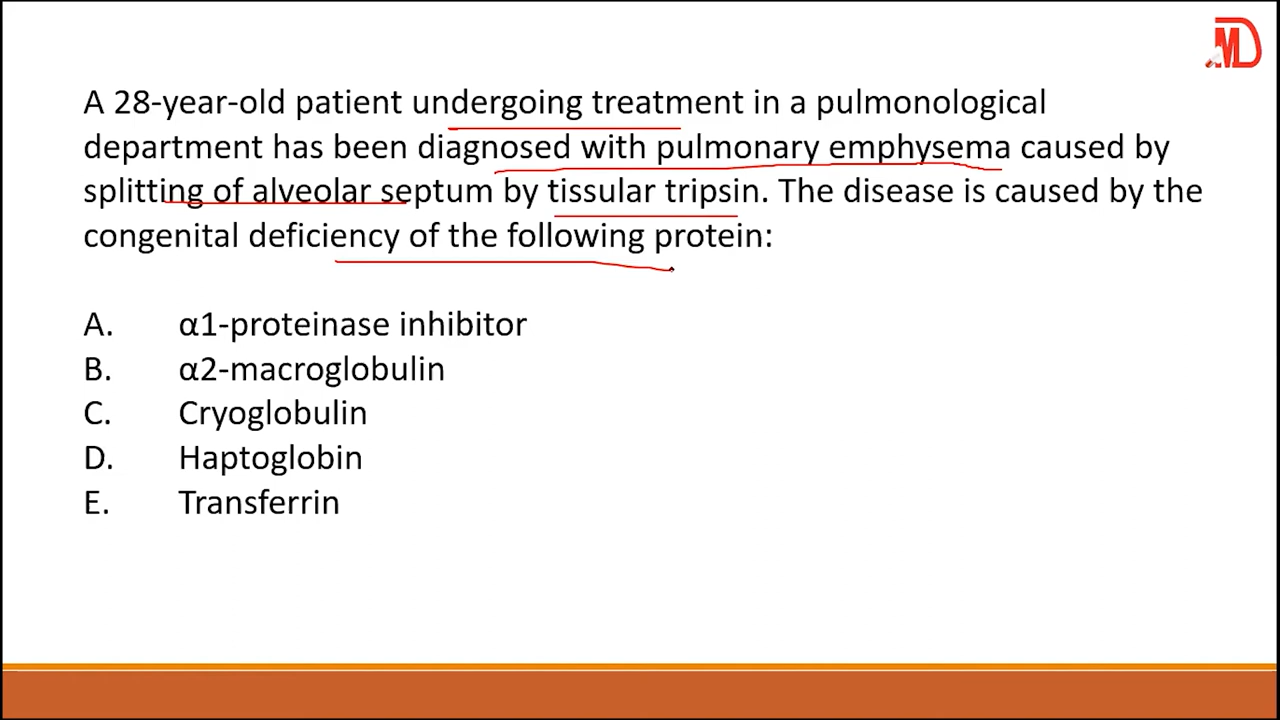 MD
A 28-year-old patient undergoing treatment in a pulmonological
department has been diagnosed with pulmonary emphysema caused by
splitting of alveolar septum by tissular tripsin. The disease is caused by the
congenital deficiency of the following protein:
A. α1-proteinase inhibitor
B. α2-macroglobulin
C. Cryoglobulin
D. Haptoglobin
E. Transferrin